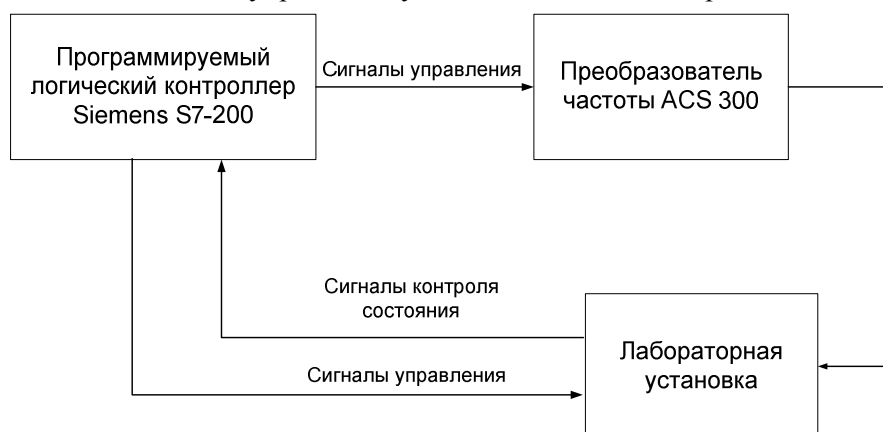 Программируемый
логический контроллер
Siemens S7-200
Сигналы управления
Преобразователь
частоты ACS 300
Сигналы контроля
состояния
Сигналы управления
Лабораторная
установка